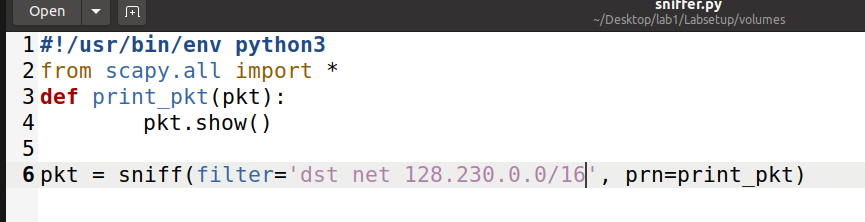 Open sniffer.py
~/Desktop/lab1/Labsetup/volumes
1 #!/usr/bin/env python3
2 from scapy.all import *
3 def print_pkt(pkt):
4         pkt.show()
5
6 pkt = sniff(filter='dst net 128.230.0.0/16', prn=print_pkt)